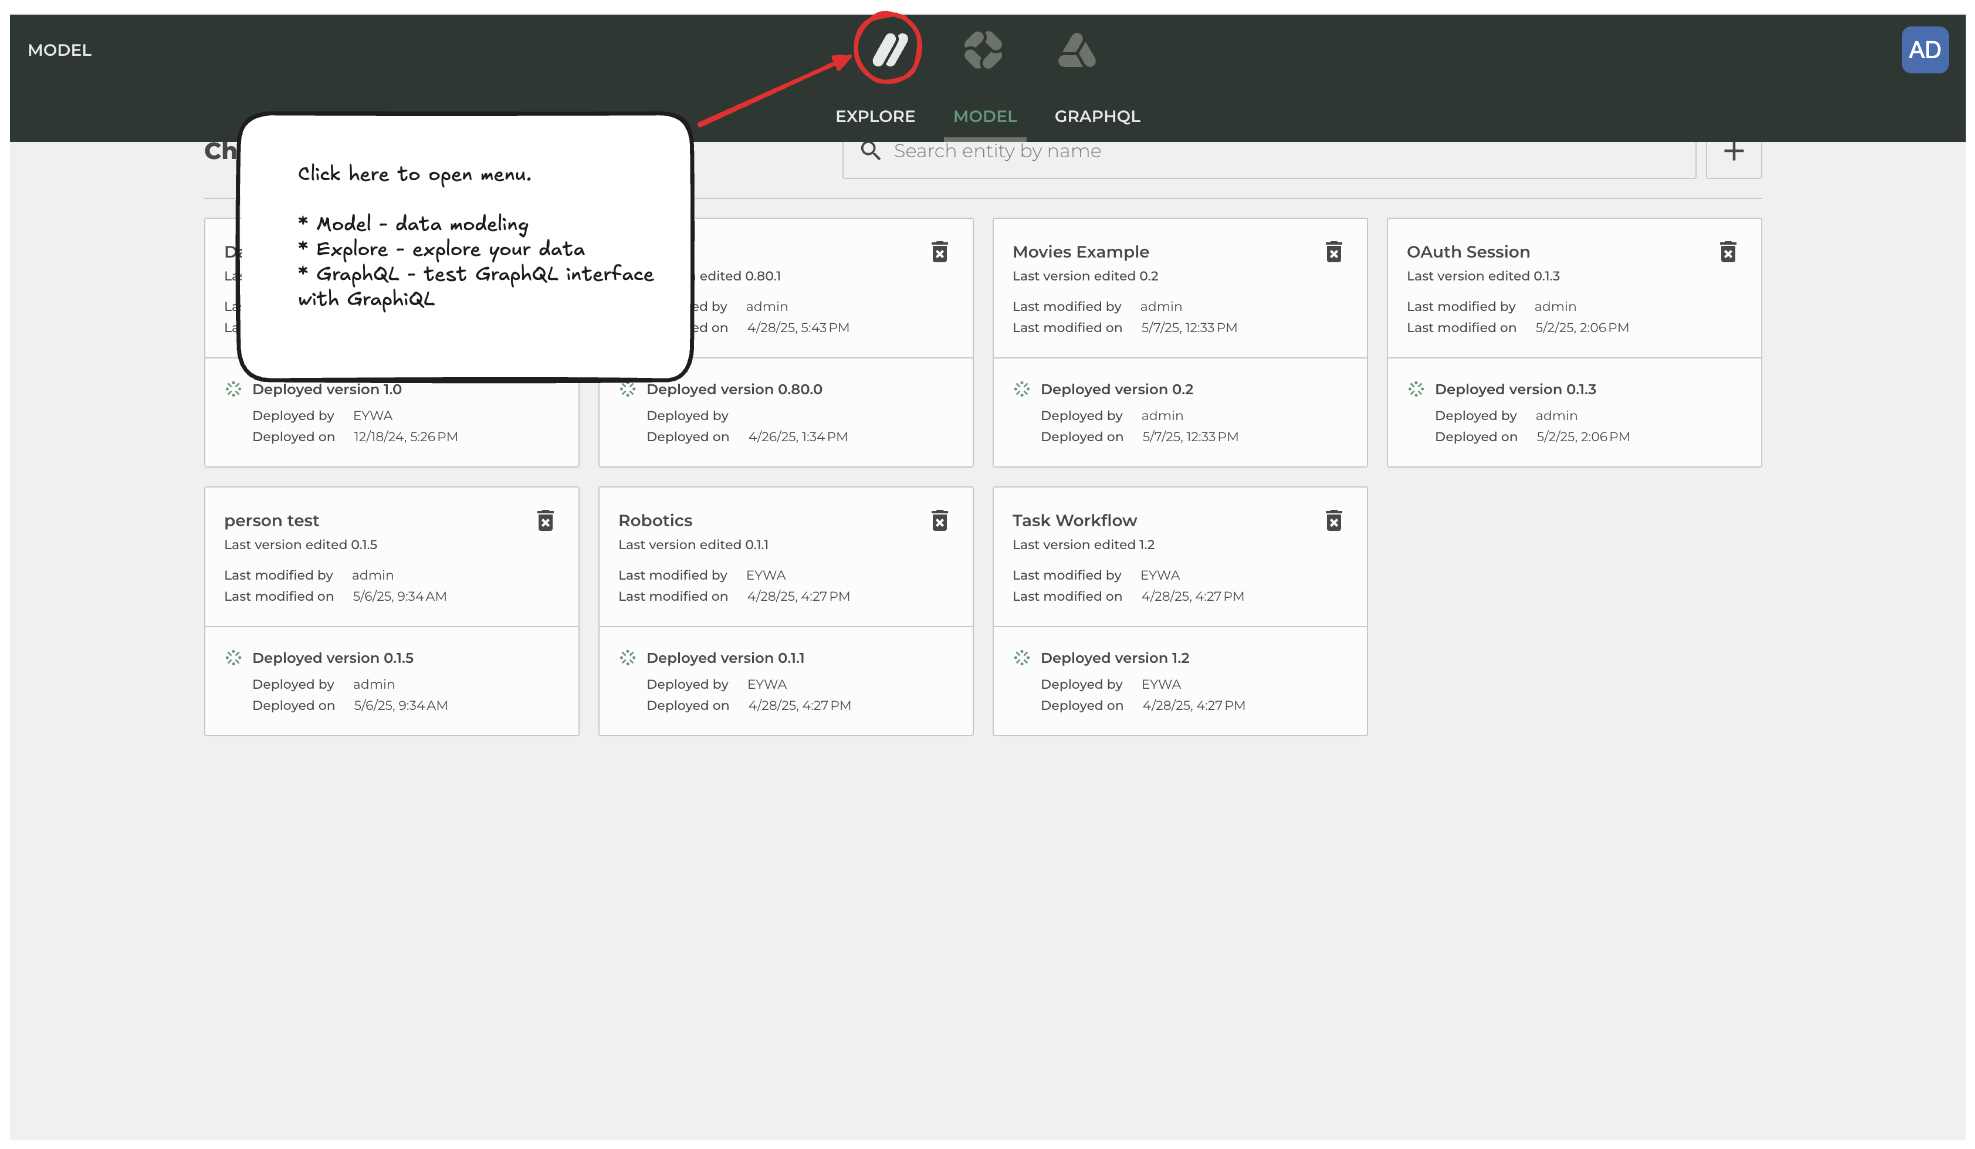 MODEL
AD
EXPLORE MODEL GRAPHQL
Search entity by name
Click here to open menu.
* Model - data modeling
* Explore - explore your data
* GraphQL - test GraphQL interface
with GraphiQL
edited 0.80.1
admin
4/28/25, 5:43 PM
Deployed version 1.0
Deployed by EYWA
Deployed on 12/18/24, 5:26 PM
Deployed version 0.80.0
Deployed by
Deployed on 4/26/25, 1:34 PM
Movies Example
Last version edited 0.2
Last modified by admin
Last modified on 5/7/25, 12:33 PM
Deployed version 0.2
Deployed by admin
Deployed on 5/7/25, 12:33 PM
OAuth Session
Last version edited 0.1.3
Last modified by admin
Last modified on 5/2/25, 2:06 PM
Deployed version 0.1.3
Deployed by admin
Deployed on 5/2/25, 2:06 PM
person test
Last version edited 0.1.5
Last modified by admin
Last modified on 5/6/25, 9:34 AM
Deployed version 0.1.5
Deployed by admin
Deployed on 5/6/25, 9:34 AM
Robotics
Last version edited 0.1.1
Last modified by EYWA
Last modified on 4/28/25, 4:27 PM
Deployed version 0.1.1
Deployed by EYWA
Deployed on 4/28/25, 4:27 PM
Task Workflow
Last version edited 1.2
Last modified by EYWA
Last modified on 4/28/25, 4:27 PM
Deployed version 1.2
Deployed by EYWA
Deployed on 4/28/25, 4:27 PM